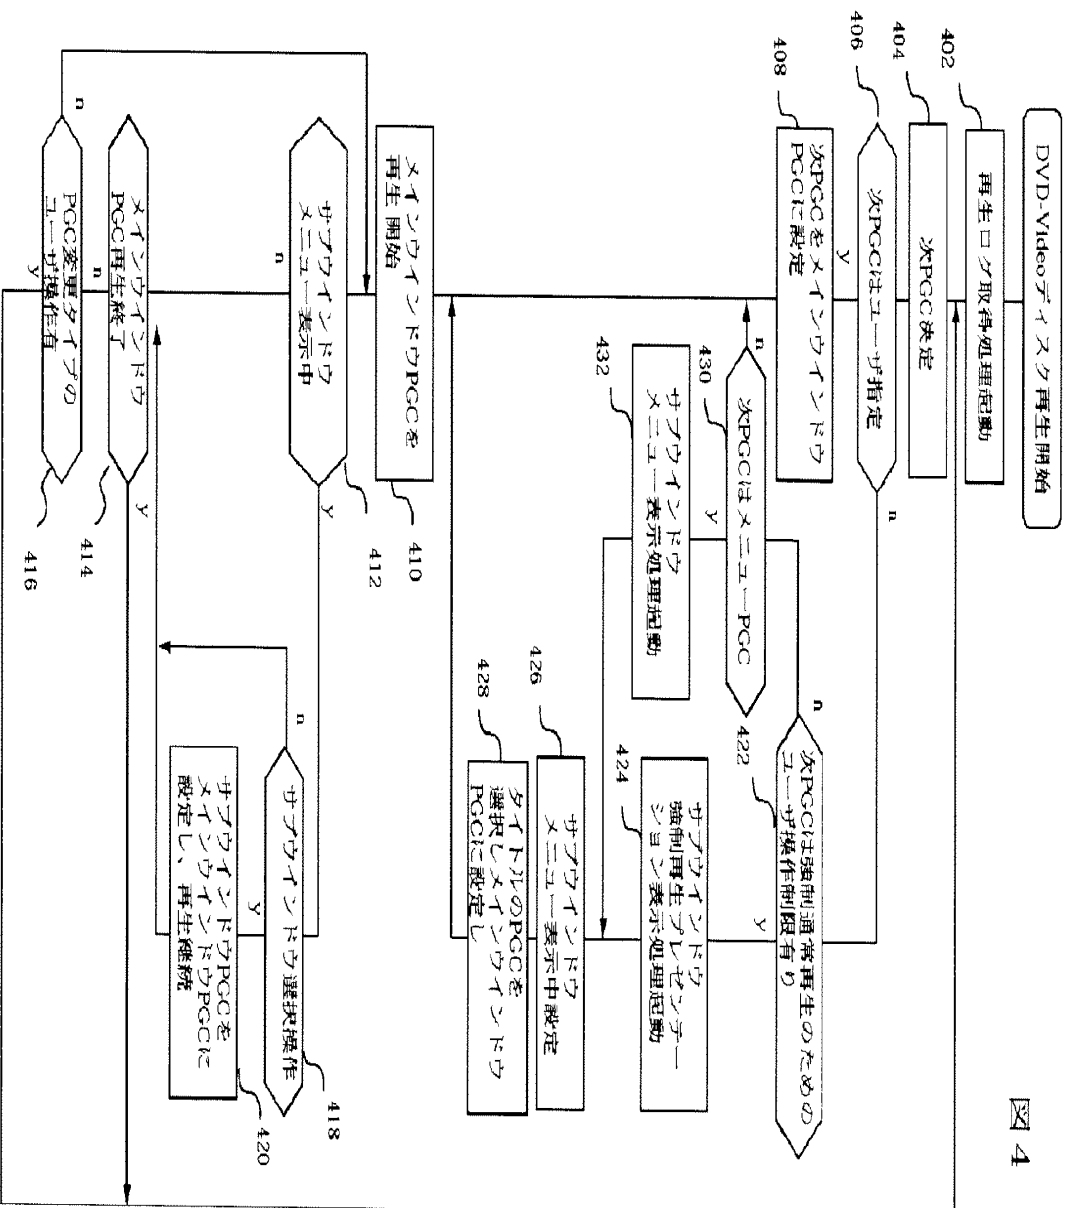 図4
DVD-Videoディスク再生開始
402
再生ログ取得処理起動
404
次PGC決定
406
次PGCはユーザ指定
n
y
408
次PGCをメインウインドウ
PGCに設定
次PGCは強制通常再生のための
ユーザ操作制限有り
422
n
y
430
次PGCはメニューPGC
n
y
432
サブウインドウ
メニュー表示処理起動
424
サブウインドウ
強制再生プレゼンテー
ション表示処理起動
426
サブウインドウ
メニュー表示中設定
428
タイトルのPGCを
選択しメインウインドウ
PGCに設定し
メインウインドウPGCを
再生開始
410
サブウインドウ
メニュー表示中
412
n
y
サブウインドウ選択操作
418
n
y
サブウインドウPGCを
メインウインドウPGCに
設定し、再生継続
420
メインウインドウ
PGC再生終了
414
y
n
PGC変更タイプの
ユーザ操作有
416
n
y